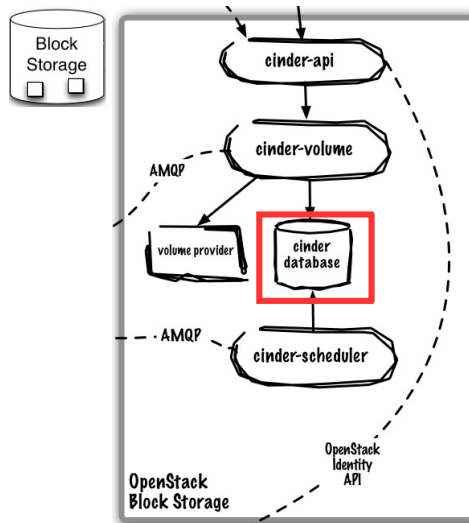 Block
Storage
cinder-api
cinder-volume
AMQP
volume provider
cinder
database
AMQP
cinder-scheduler
OpenStack
Identity
API
OpenStack
Block Storage